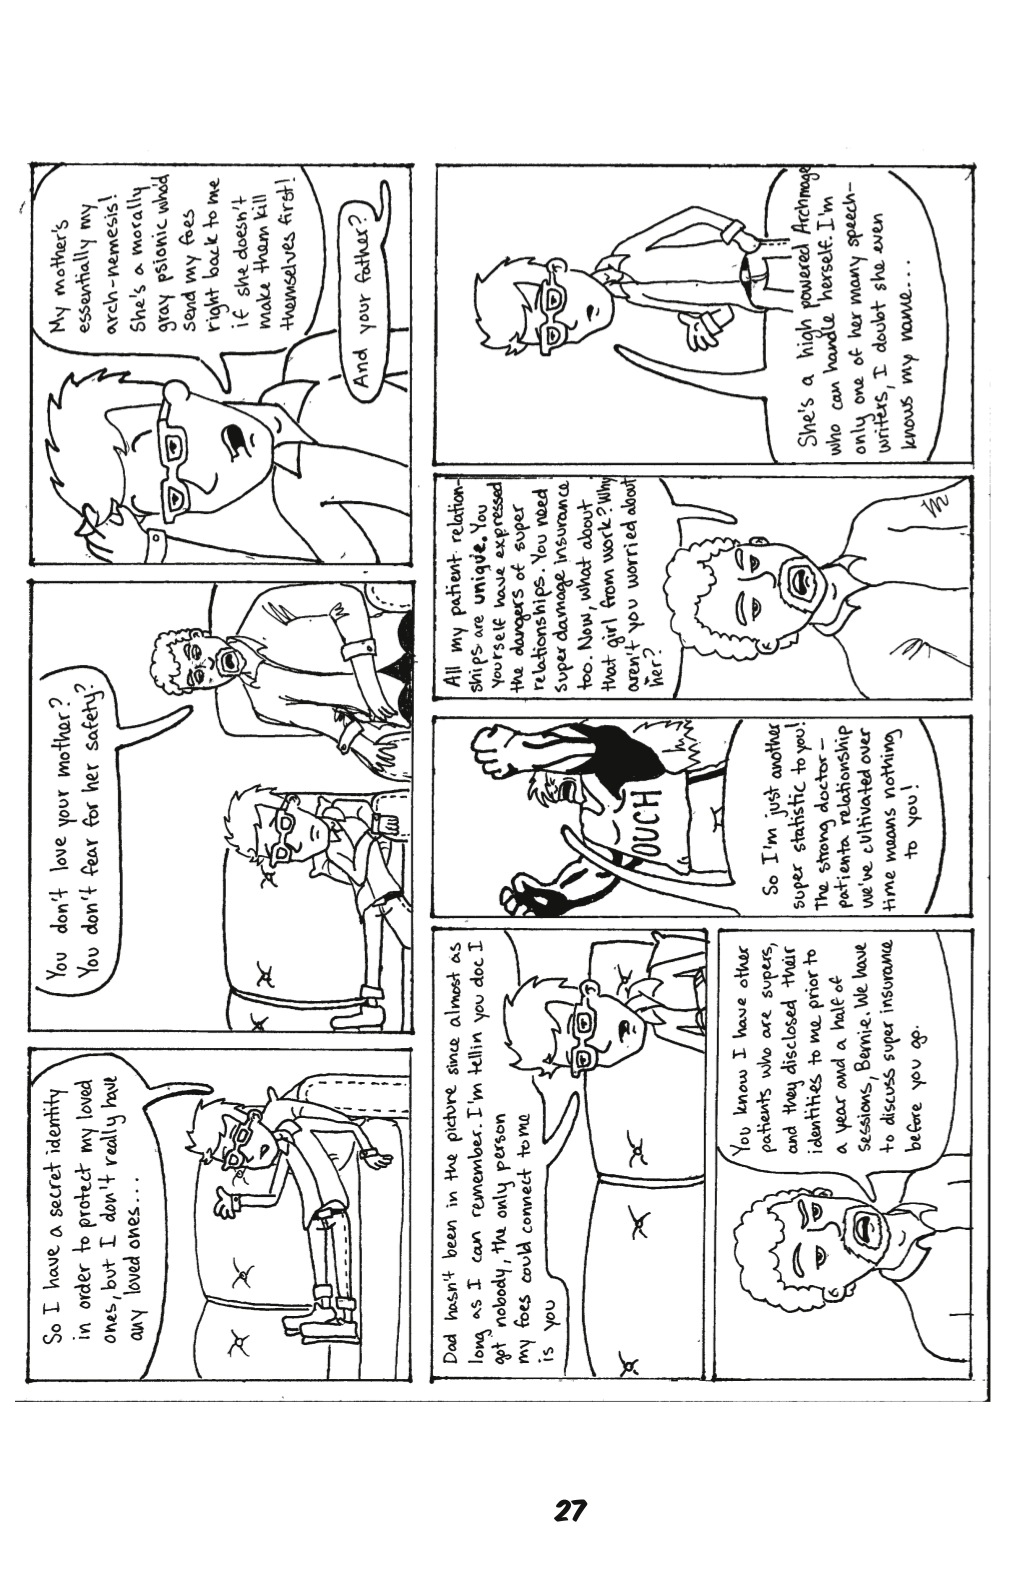 So I have a secret identity
in order to protect my loved
ones, but I don't really have
any loved ones...
You don't love your mother?
You don't fear for her safety?
My mother's
essentially my
arch-nemesis!
She's a morally
gray psionic who'd
send my foes
right back to me
if she doesn't
make them kill
themselves first!
And your father?
Dad hasn't been in the picture since almost as
long as I can remember. I'm tellin you doc I
got nobody, the only person
my foes could connect to me
is you
You know I have other
patients who are supers,
and they disclosed their
identities to me prior to
a year and a half of
sessions, Bernie. We have
to discuss super insurance
before you go.
OUCH
So I'm just another
super statistic to you!
The strong doctor-
patienta relationship
we've cultivated over
time means nothing
to you!
All my patient relation-
ships are unique. You
yourself have expressed
the dangers of super
relationships. You need
super damage insurance
too. Now, what about
that girl from work? Why
aren't you worried about
her?
She's a high powered Archmage
who can handle herself. I'm
only one of her many speech-
writers, I doubt she even
knows my name...
27